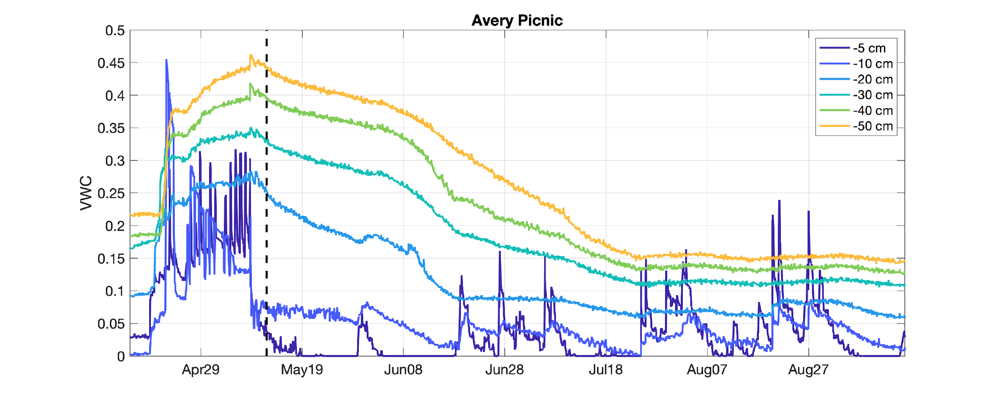 Avery Picnic
0.5
0.45
0.4
0.35
0.3
0.25
0.2
0.15
0.1
0.05
0
VWC
Apr29 May19 Jun08 Jun28 Jul18 Aug07 Aug27
-5 cm
-10 cm
-20 cm
-30 cm
-40 cm
-50 cm